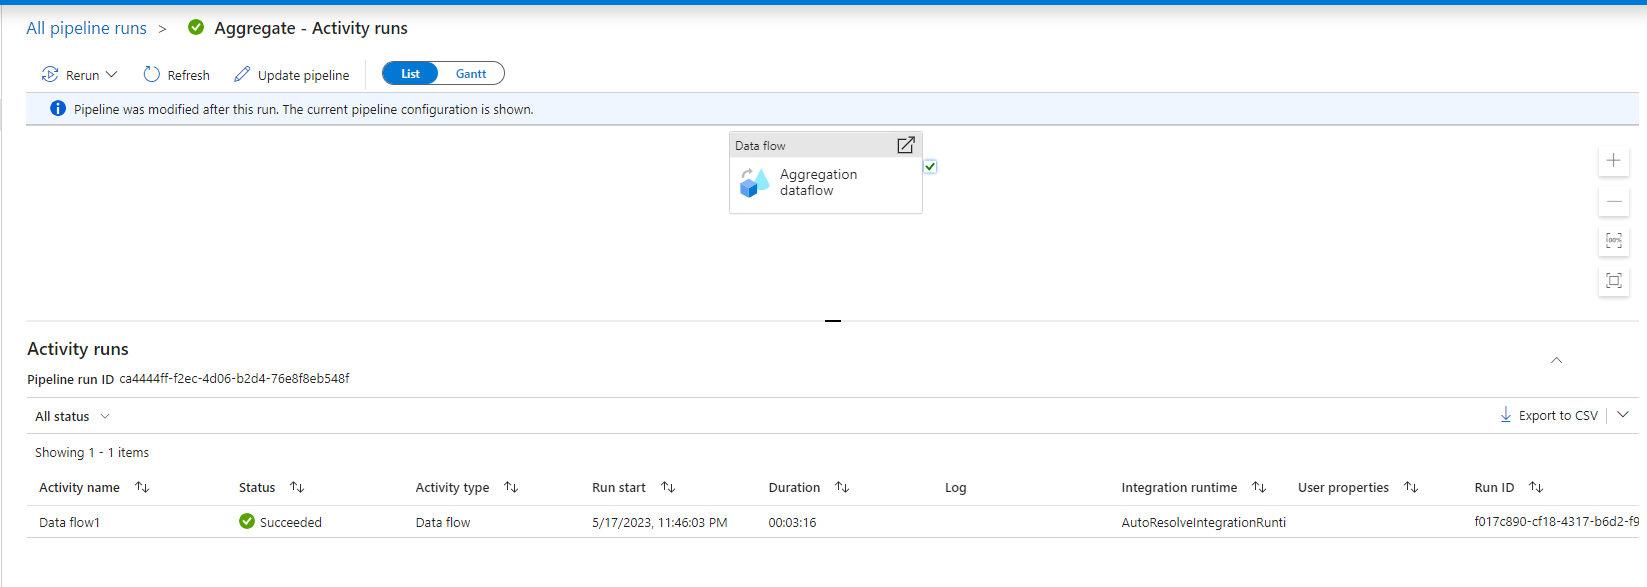 All pipeline runs > Aggregate - Activity runs
Rerun Refresh Update pipeline List Gantt
Pipeline was modified after this run. The current pipeline configuration is shown.
Data flow
Aggregation
dataflow
100%
Activity runs
Pipeline run ID ca4444ff-f2ec-4d06-b2d4-76e8f8eb548f
All status Export to CSV
Showing 1 - 1 items
Activity name Status Activity type Run start Duration Log Integration runtime User properties Run ID
Data flow1 Succeeded Data flow 5/17/2023, 11:46:03 PM 00:03:16 AutoResolveIntegrationRunti f017c890-cf18-4317-b6d2-f9